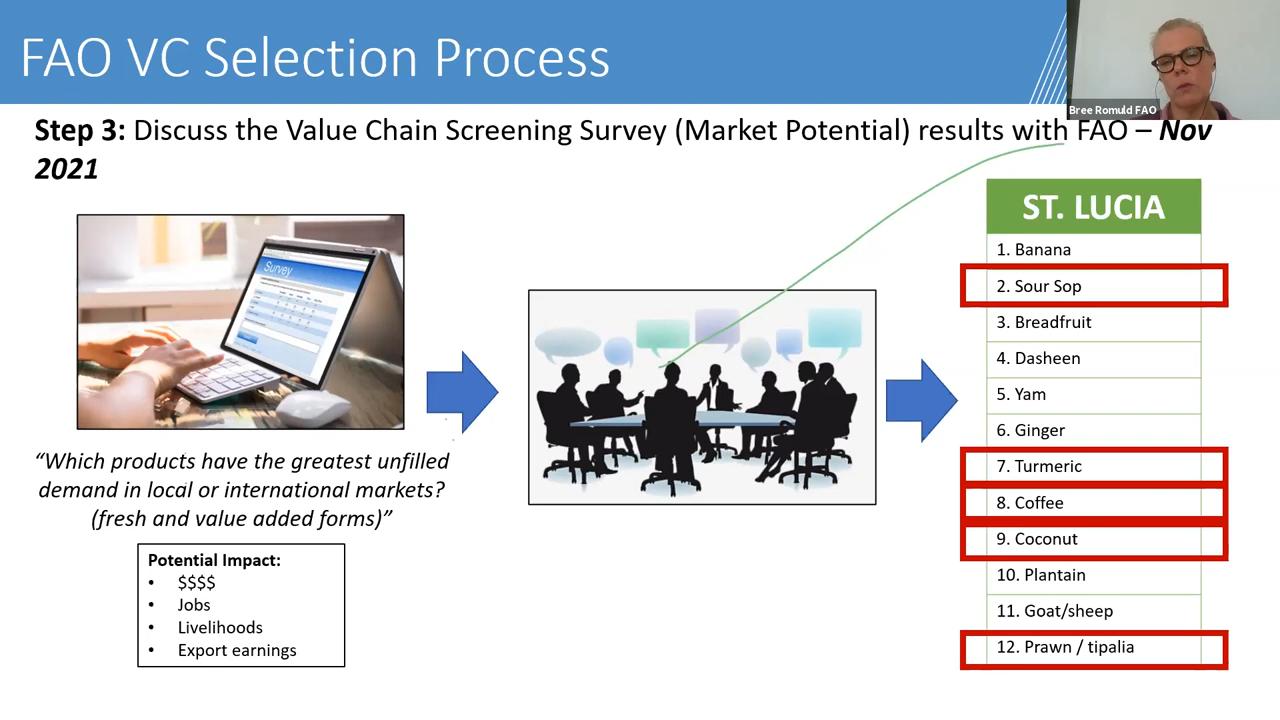 FAO VC Selection Process
Bree Romuld FAO
Step 3: Discuss the Value Chain Screening Survey (Market Potential) results with FAO – Nov
2021
Survey
“Which products have the greatest unfilled
demand in local or international markets?
(fresh and value added forms)”
Potential Impact:
• $$$$
• Jobs
• Livelihoods
• Export earnings
ST. LUCIA
1. Banana
2. Sour Sop
3. Breadfruit
4. Dasheen
5. Yam
6. Ginger
7. Turmeric
8. Coffee
9. Coconut
10. Plantain
11. Goat/sheep
12. Prawn / tipalia